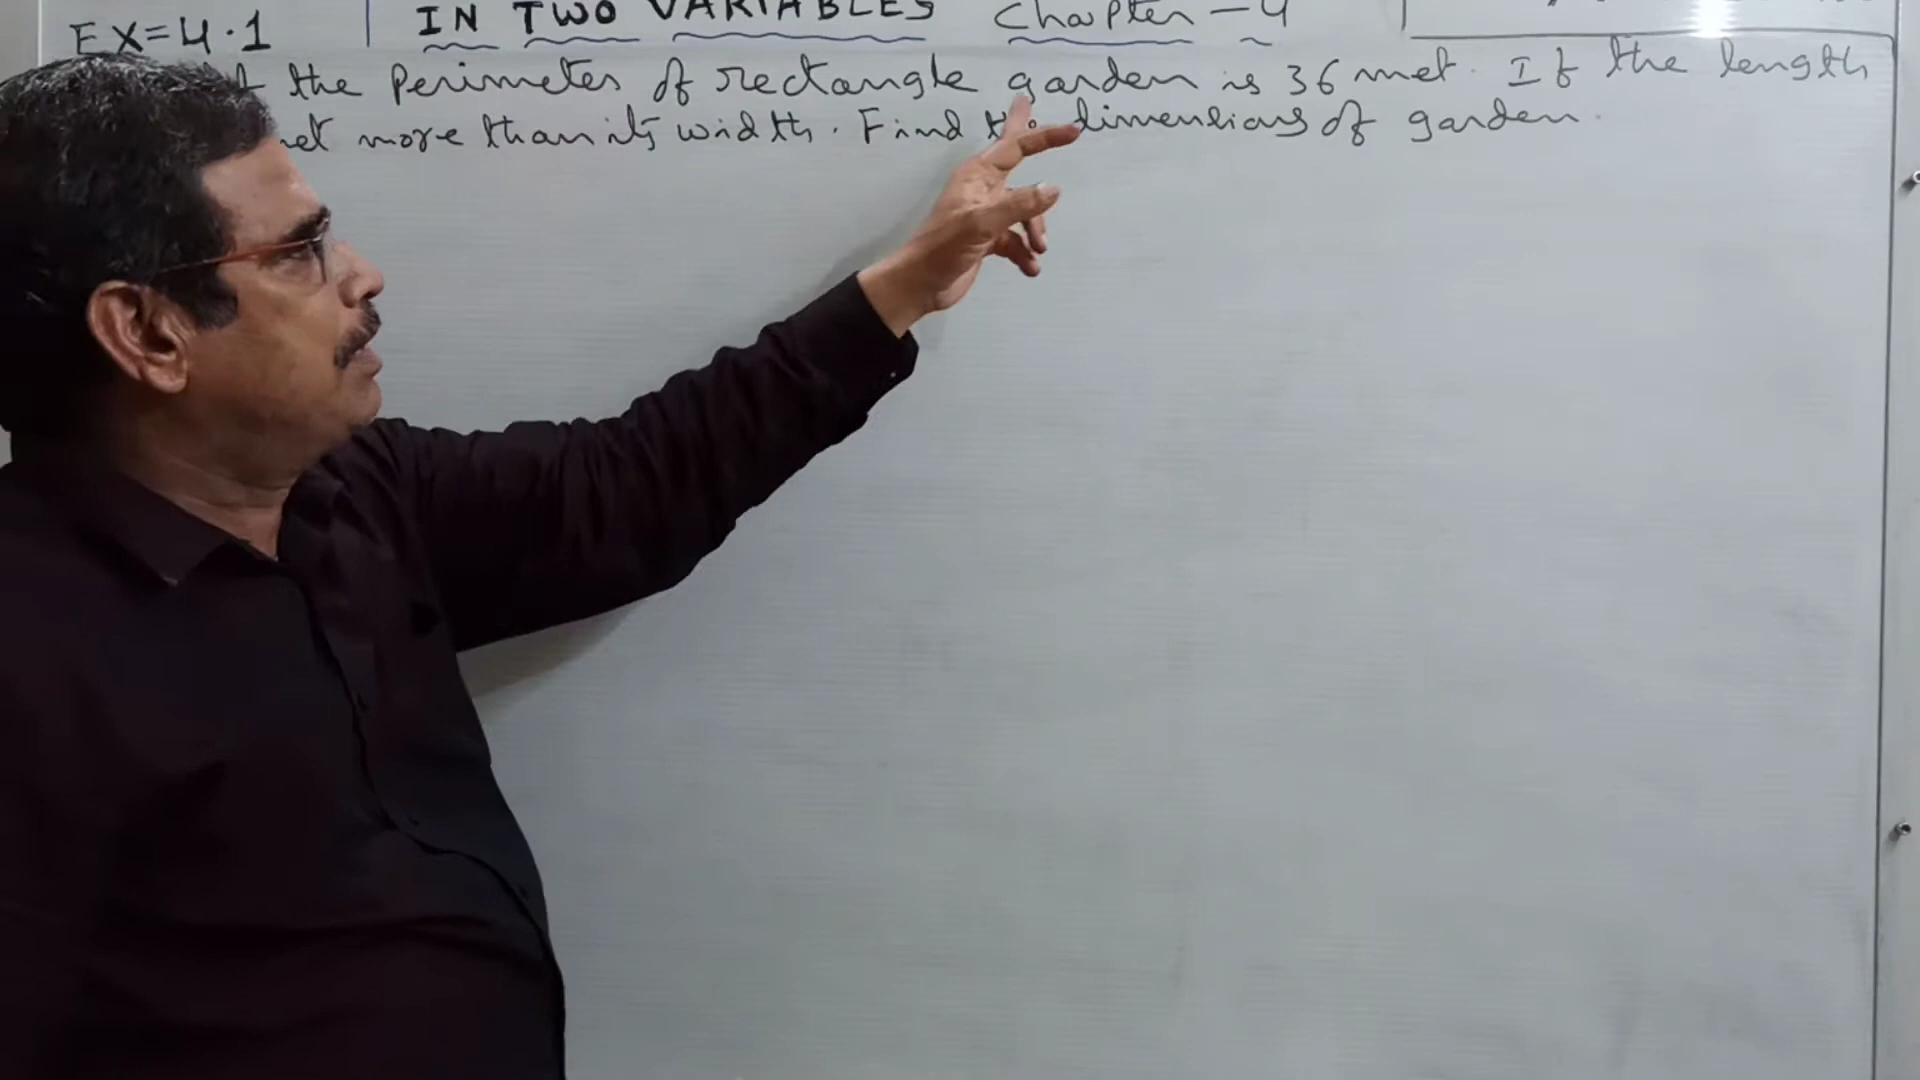 IN TWO VARIABLES Chapter - 4
EX = 4.1
the Perimeter of rectangle garden is 36 met. If the length
met more than its width. Find the dimensions of garden.